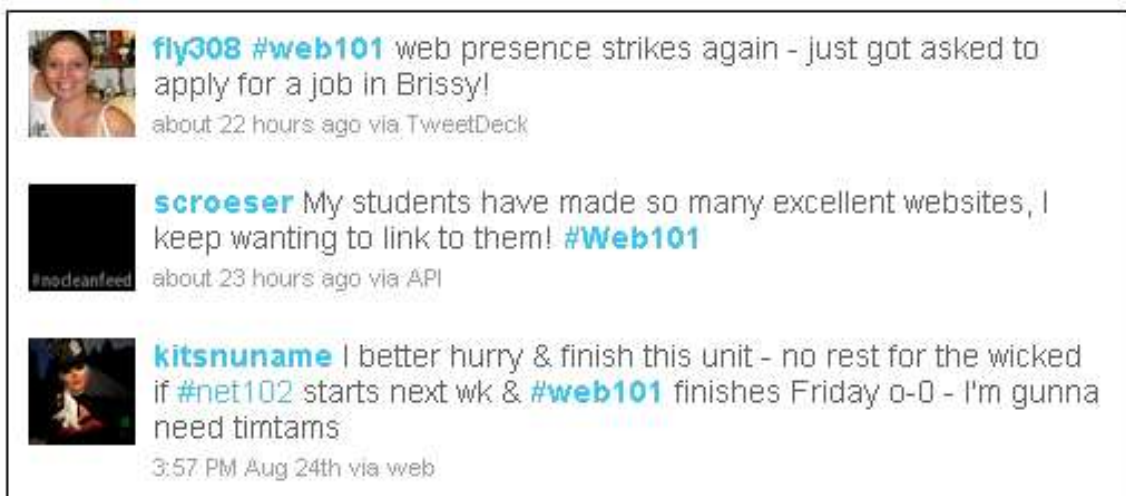 fly308 #web101 web presence strikes again - just got asked to
apply for a job in Brissy!
about 22 hours ago via TweetDeck
scroeser My students have made so many excellent websites, I
keep wanting to link to them! #Web101
#nocleanfeed
about 23 hours ago via API
kitsnuname I better hurry & finish this unit - no rest for the wicked
if #net102 starts next wk & #web101 finishes Friday o-0 - I'm gunna
need timtams
3:57 PM Aug 24th via web